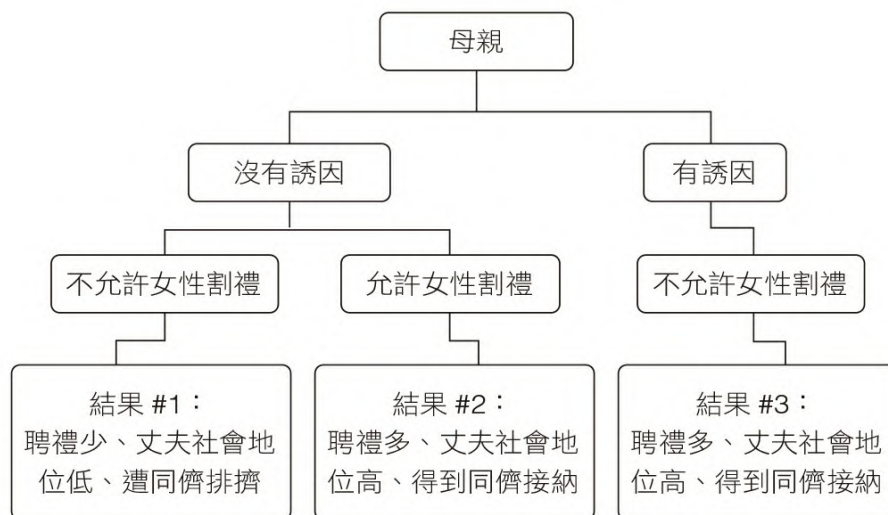 母親
沒有誘因
有誘因
不允許女性割禮
允許女性割禮
不允許女性割禮
結果 #1：
聘禮少、丈夫社會地
位低、遭同儕排擠
結果 #2：
聘禮多、丈夫社會地
位高、得到同儕接納
結果 #3：
聘禮多、丈夫社會地
位高、得到同儕接納